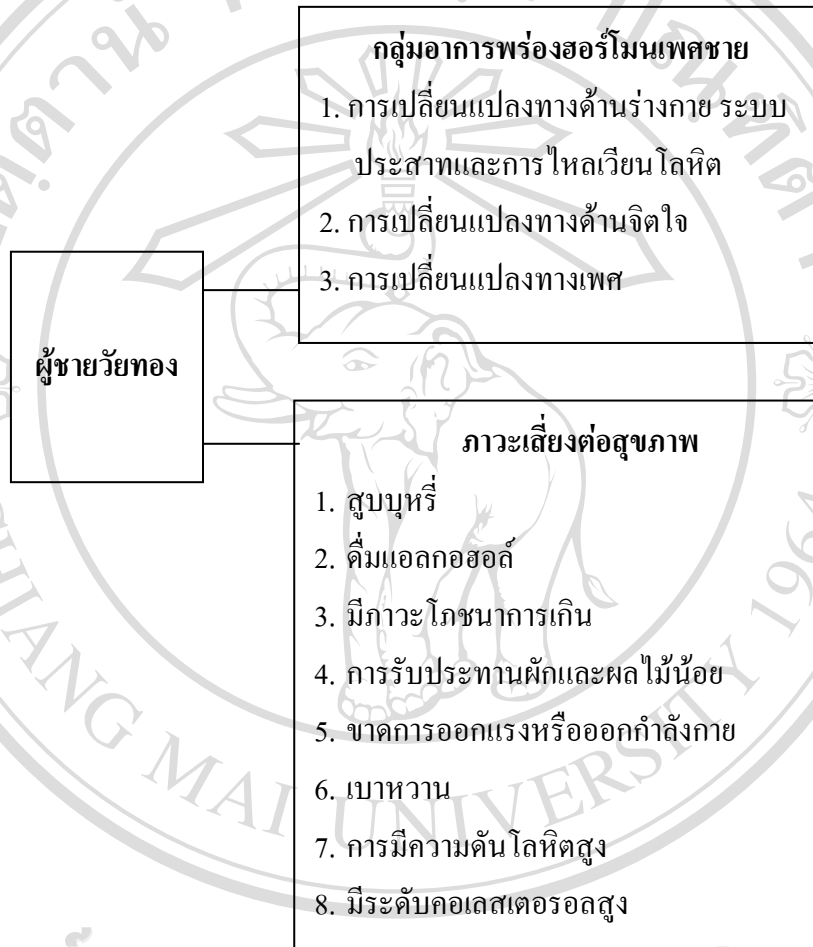 กลุ่มอาการพร่องฮอร์โมนเพศชาย
1. การเปลี่ยนแปลงทางด้านร่างกาย ระบบ
ประสาทและการไหลเวียนโลหิต
2. การเปลี่ยนแปลงทางด้านจิตใจ
3. การเปลี่ยนแปลงทางเพศ
ผู้ชายวัยทอง
ภาวะเสี่ยงต่อสุขภาพ
1. สูบบุหรี่
2. ดื่มแอลกอฮอล์
3. มีภาวะโภชนาการเกิน
4. การรับประทานผักและผลไม้น้อย
5. ขาดการออกแรงหรือออกกำลังกาย
6. เบาหวาน
7. การมีความดันโลหิตสูง
8. มีระดับคอเลสเตอรอลสูง
CHIANG MAI UNIVERSITY 1964